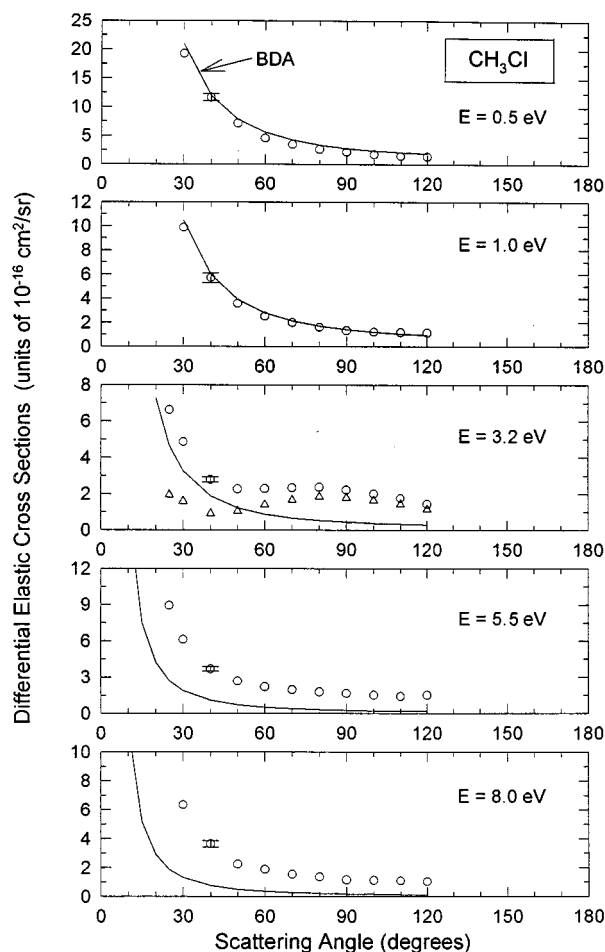 Differential Elastic Cross Sections (units of 10⁻¹⁶ cm²/sr)
25
20
15
10
5
0
BDA
CH₃Cl
E = 0.5 eV
0 30 60 90 120 150 180
12
10
8
6
4
2
0
E = 1.0 eV
0 30 60 90 120 150 180
8
6
4
2
0
E = 3.2 eV
0 30 60 90 120 150 180
12
9
6
3
0
E = 5.5 eV
0 30 60 90 120 150 180
10
8
6
4
2
0
E = 8.0 eV
0 30 60 90 120 150 180
Scattering Angle (degrees)